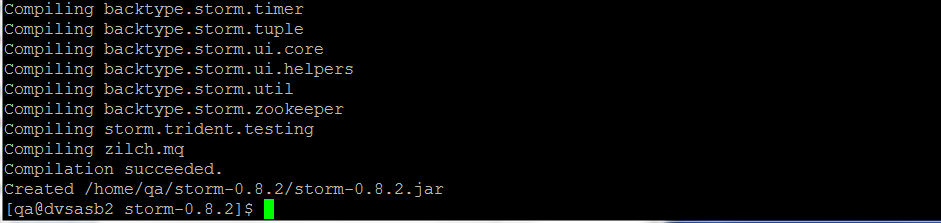 Compiling backtype.storm.timer
Compiling backtype.storm.tuple
Compiling backtype.storm.ui.core
Compiling backtype.storm.ui.helpers
Compiling backtype.storm.util
Compiling backtype.storm.zookeeper
Compiling storm.trident.testing
Compiling zilch.mq
Compilation succeeded.
Created /home/qa/storm-0.8.2/storm-0.8.2.jar
[qa@dvsasb2 storm-0.8.2]$